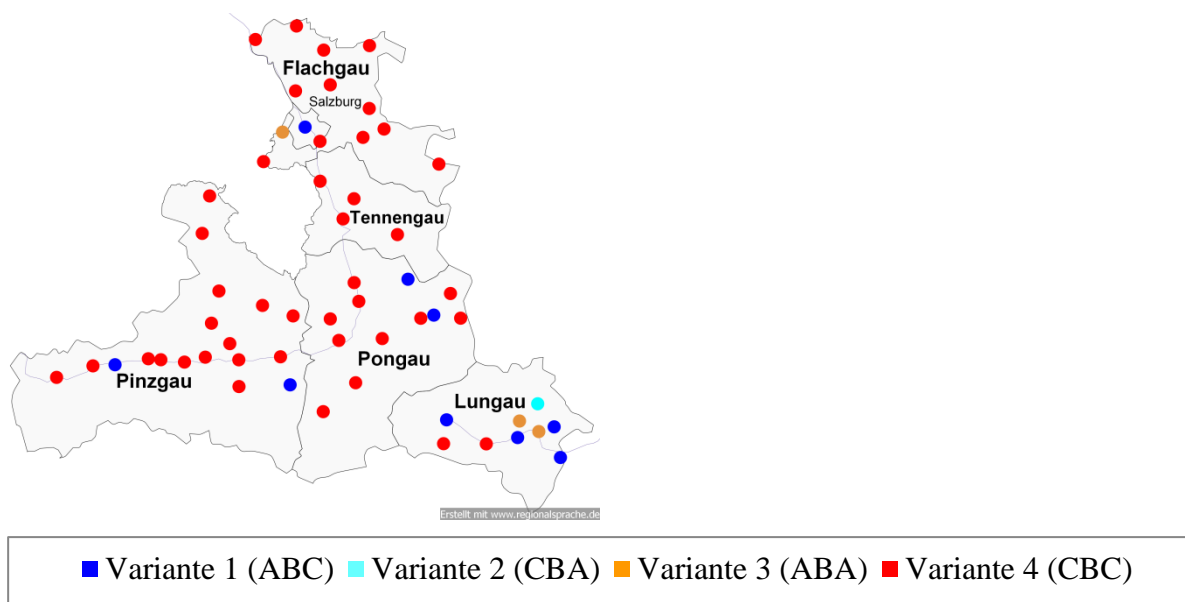 Flachgau
Salzburg
Tennengau
Pongau
Pinzgau
Lungau
Erstellt mit www.regionalsprache.de
Variante 1 (ABC) Variante 2 (CBA) Variante 3 (ABA) Variante 4 (CBC)